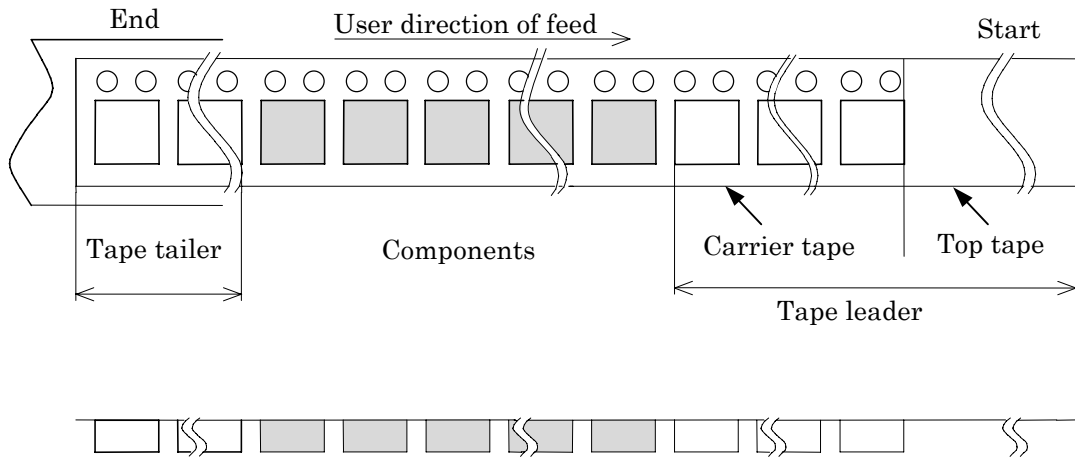 End
User direction of feed
Start
Tape tailer
Components
Carrier tape
Top tape
Tape leader